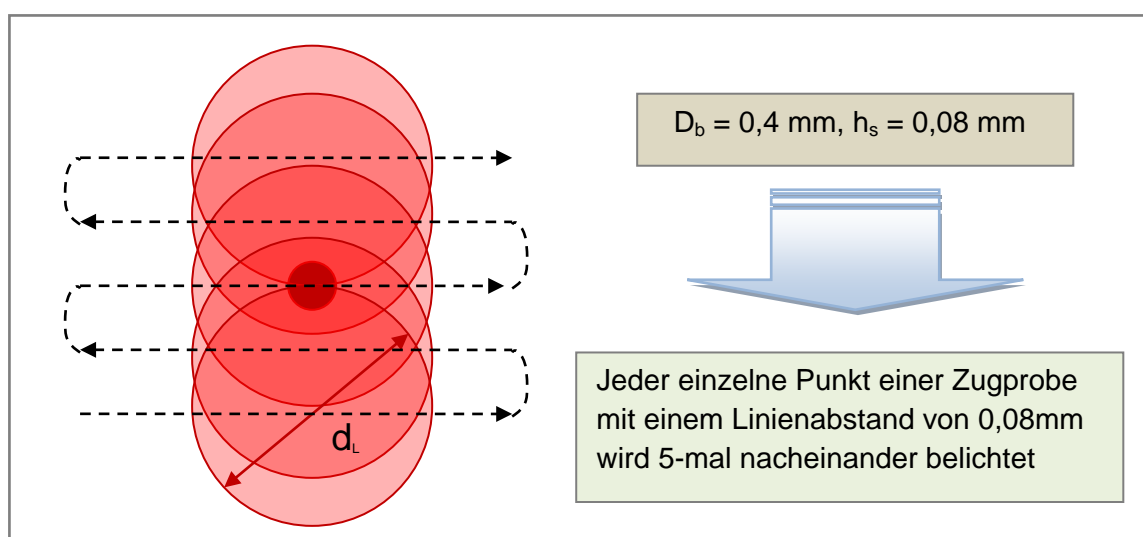 D_b = 0,4 mm, h_s = 0,08 mm
Jeder einzelne Punkt einer Zugprobe
mit einem Linienabstand von 0,08mm
wird 5-mal nacheinander belichtet
d_L